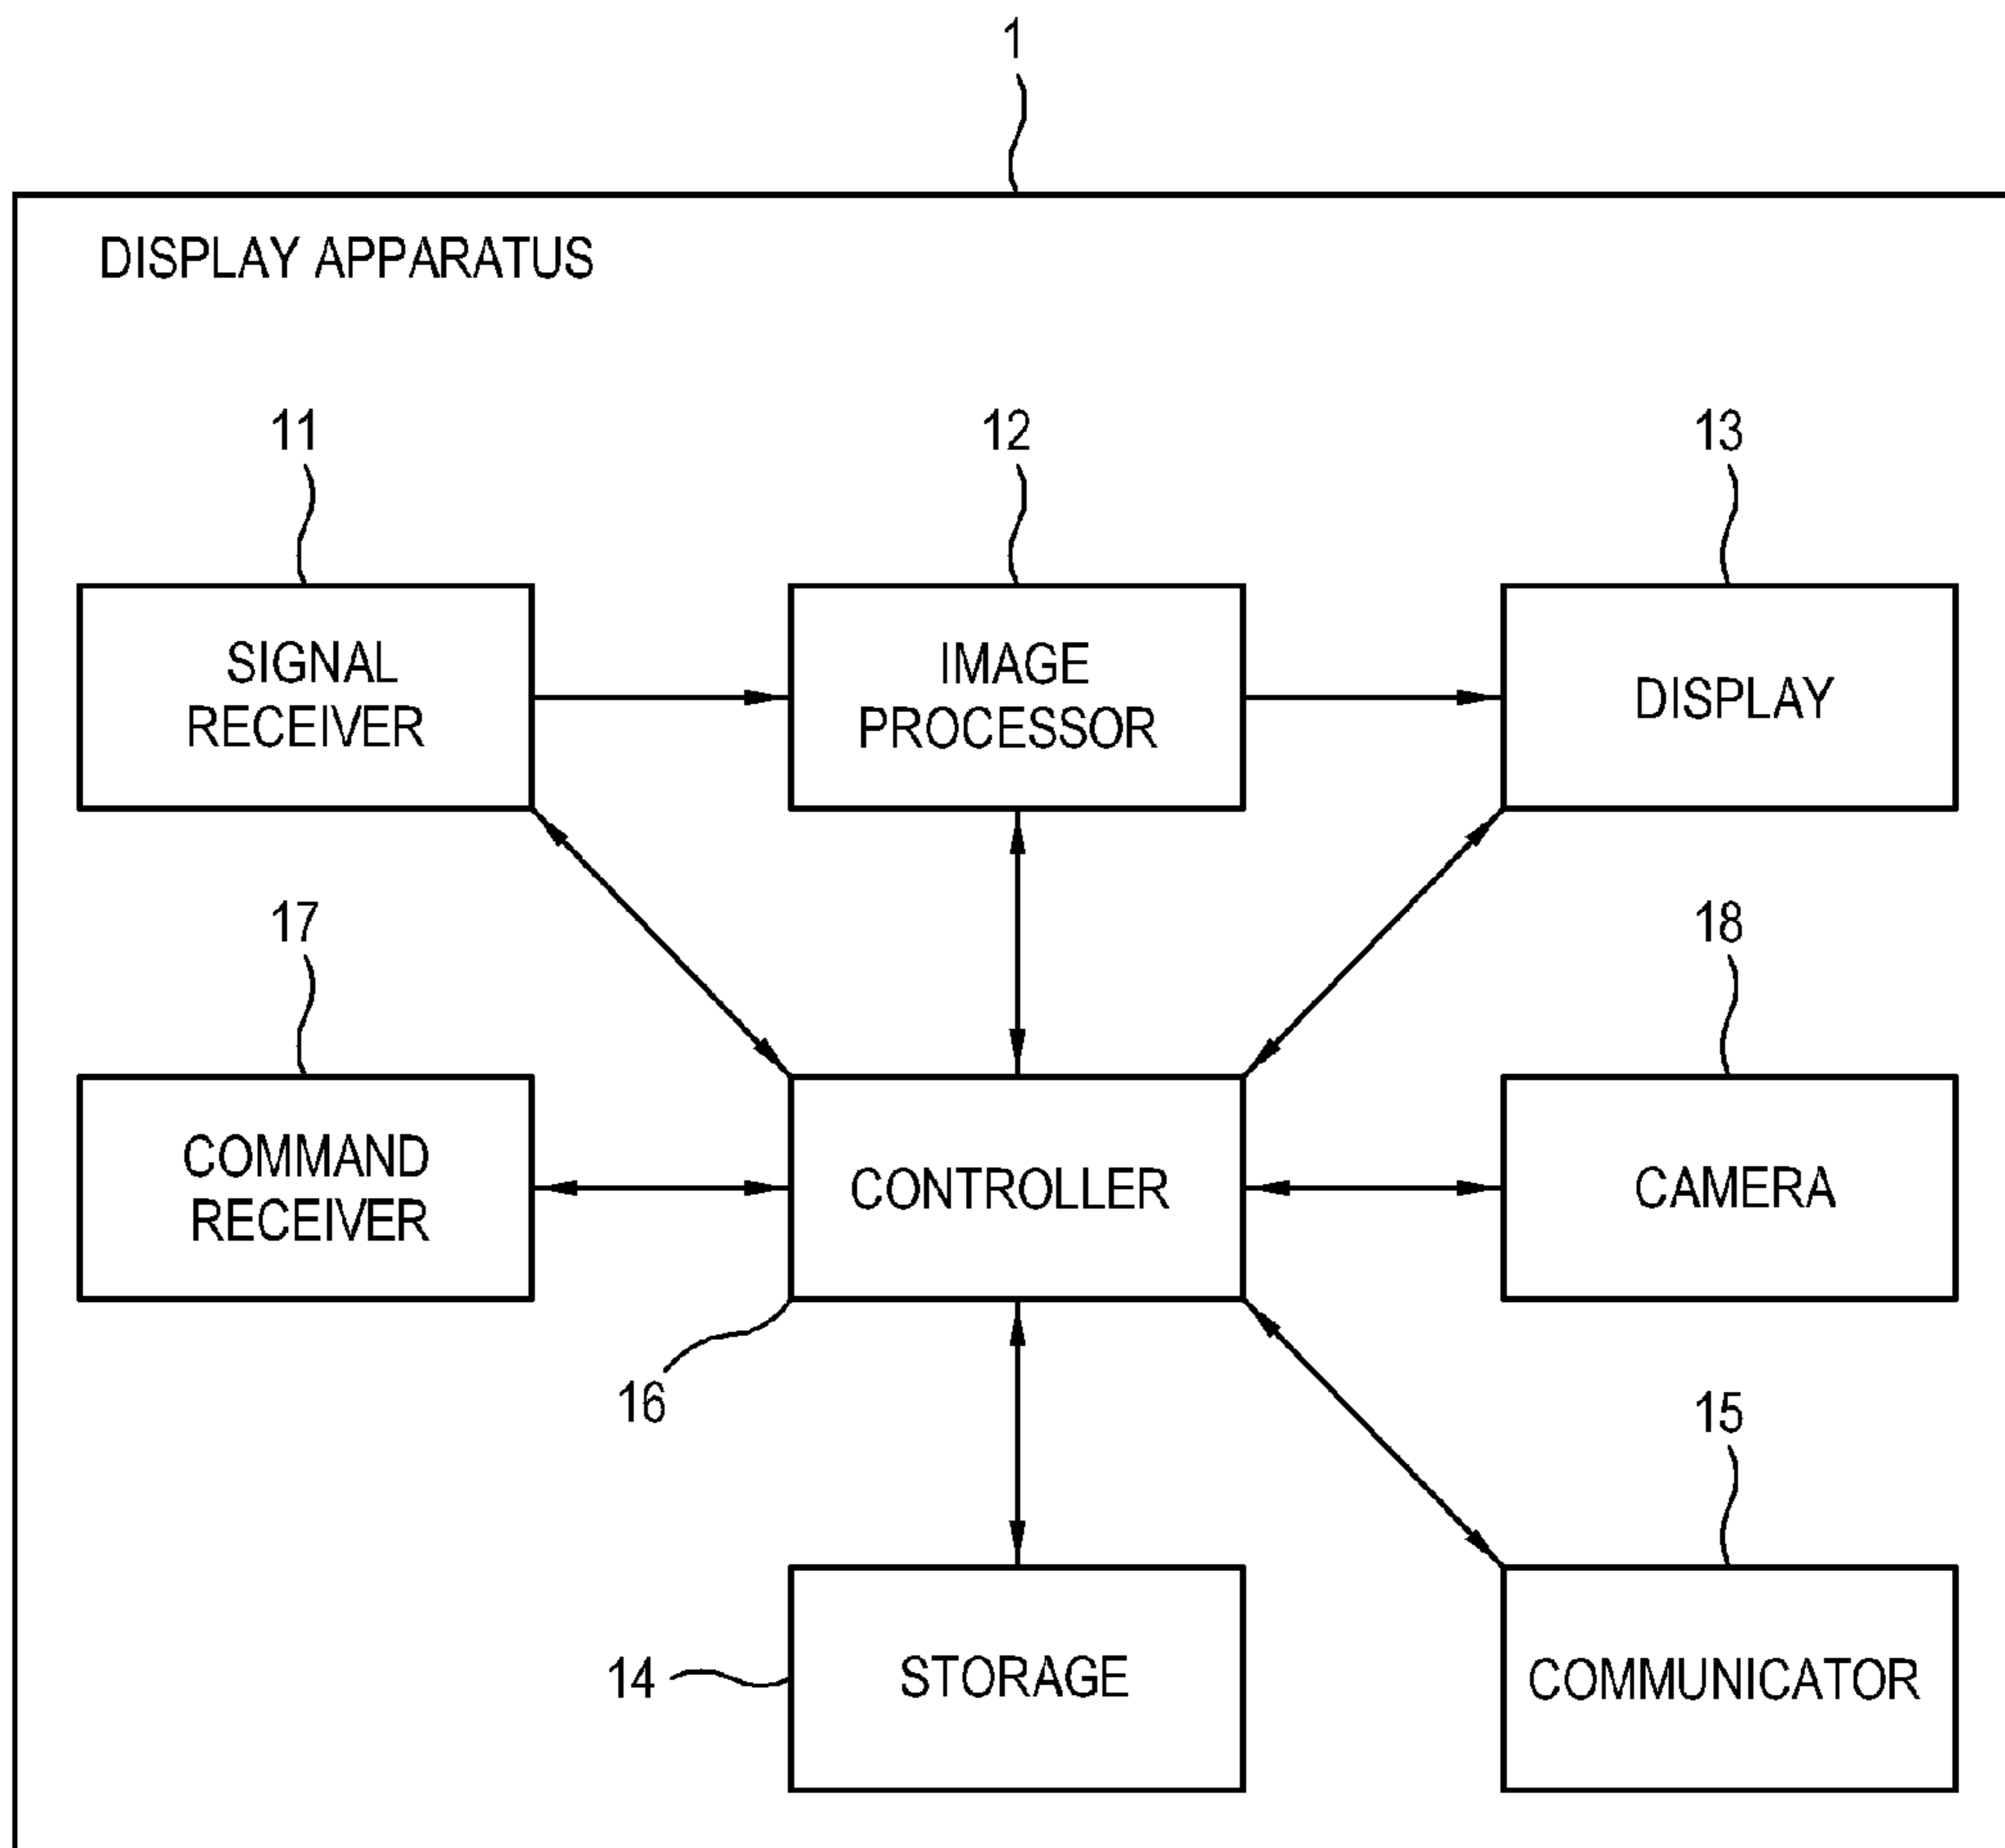 1
DISPLAY APPARATUS
11
12
13
SIGNAL
RECEIVER
IMAGE
PROCESSOR
DISPLAY
17
18
COMMAND
RECEIVER
CONTROLLER
CAMERA
16
15
14
STORAGE
COMMUNICATOR